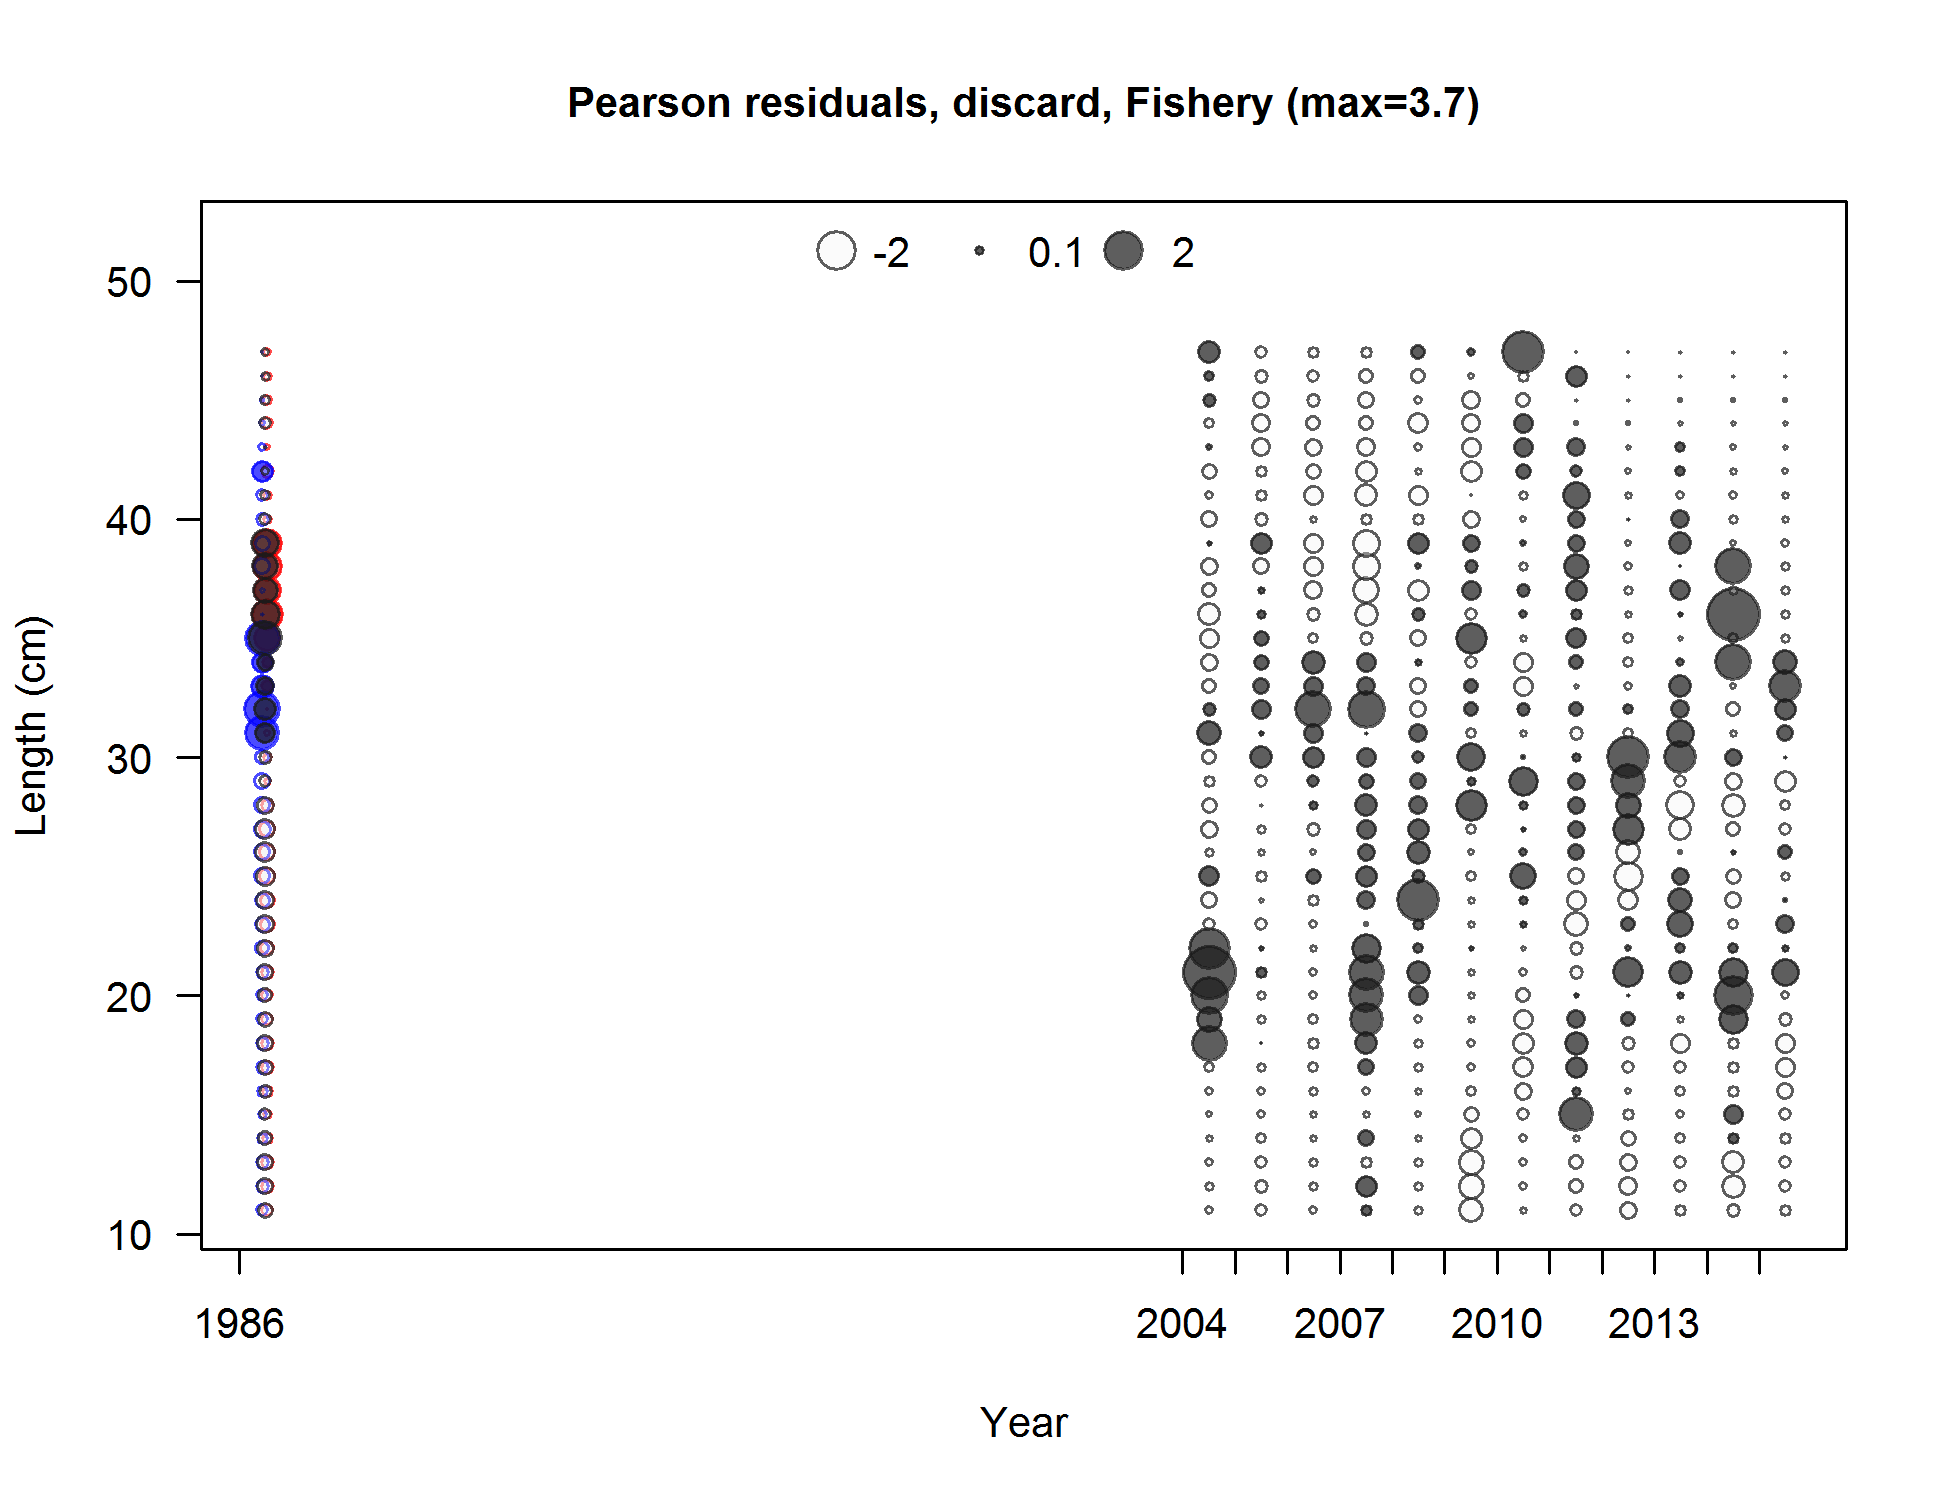 Pearson residuals, discard, Fishery (max=3.7)
-2 0.1 2
50
40
30
20
10
Length (cm)
1986 2004 2007 2010 2013
Year